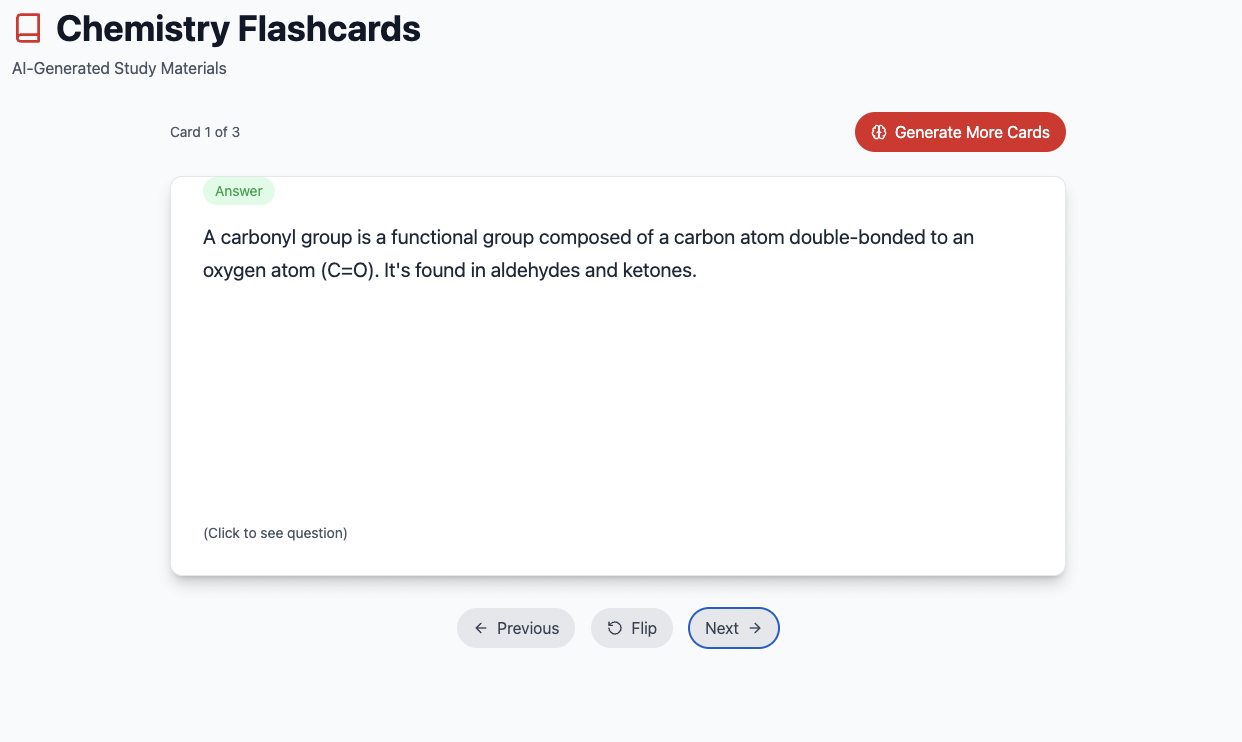 Chemistry Flashcards
AI-Generated Study Materials
Card 1 of 3
Generate More Cards
Answer
A carbonyl group is a functional group composed of a carbon atom double-bonded to an
oxygen atom (C=O). It's found in aldehydes and ketones.
(Click to see question)
Previous
Flip
Next